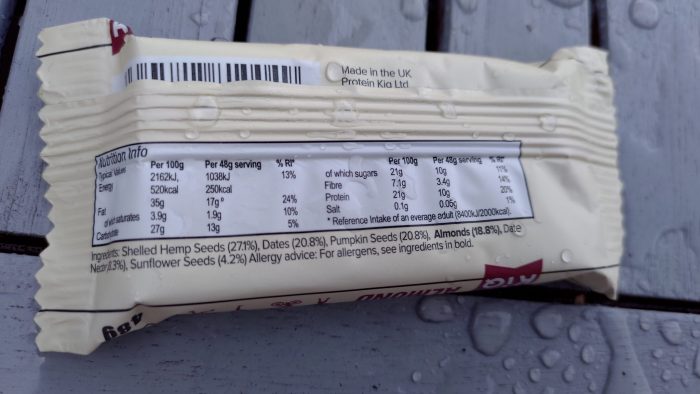 Made in the UK
Protein Kiq Ltd
Nutrition Info
Typical Values Per 100g Per 48g serving % RI*
Energy 2162kJ, 1038kJ 13%
520kcal 250kcal
Fat 35g 17g* 24%
of which saturates 3.9g 1.9g 10%
Carbohydrate 27g 13g 5%
Per 100g Per 48g serving % RI*
of which sugars 21g 10g 11%
Fibre 7.1g 3.4g 14%
Protein 21g 10g 20%
Salt 0.1g 0.05g 1%
* Reference Intake of an everage adult (8400kJ/2000kcal).
Ingredients: Shelled Hemp Seeds (27.1%), Dates (20.8%), Pumpkin Seeds (20.8%), Almonds (18.8%), Date
Nectar (8.3%), Sunflower Seeds (4.2%) Allergy advice: For allergens, see ingredients in bold.
KIQ ALMOND
48g